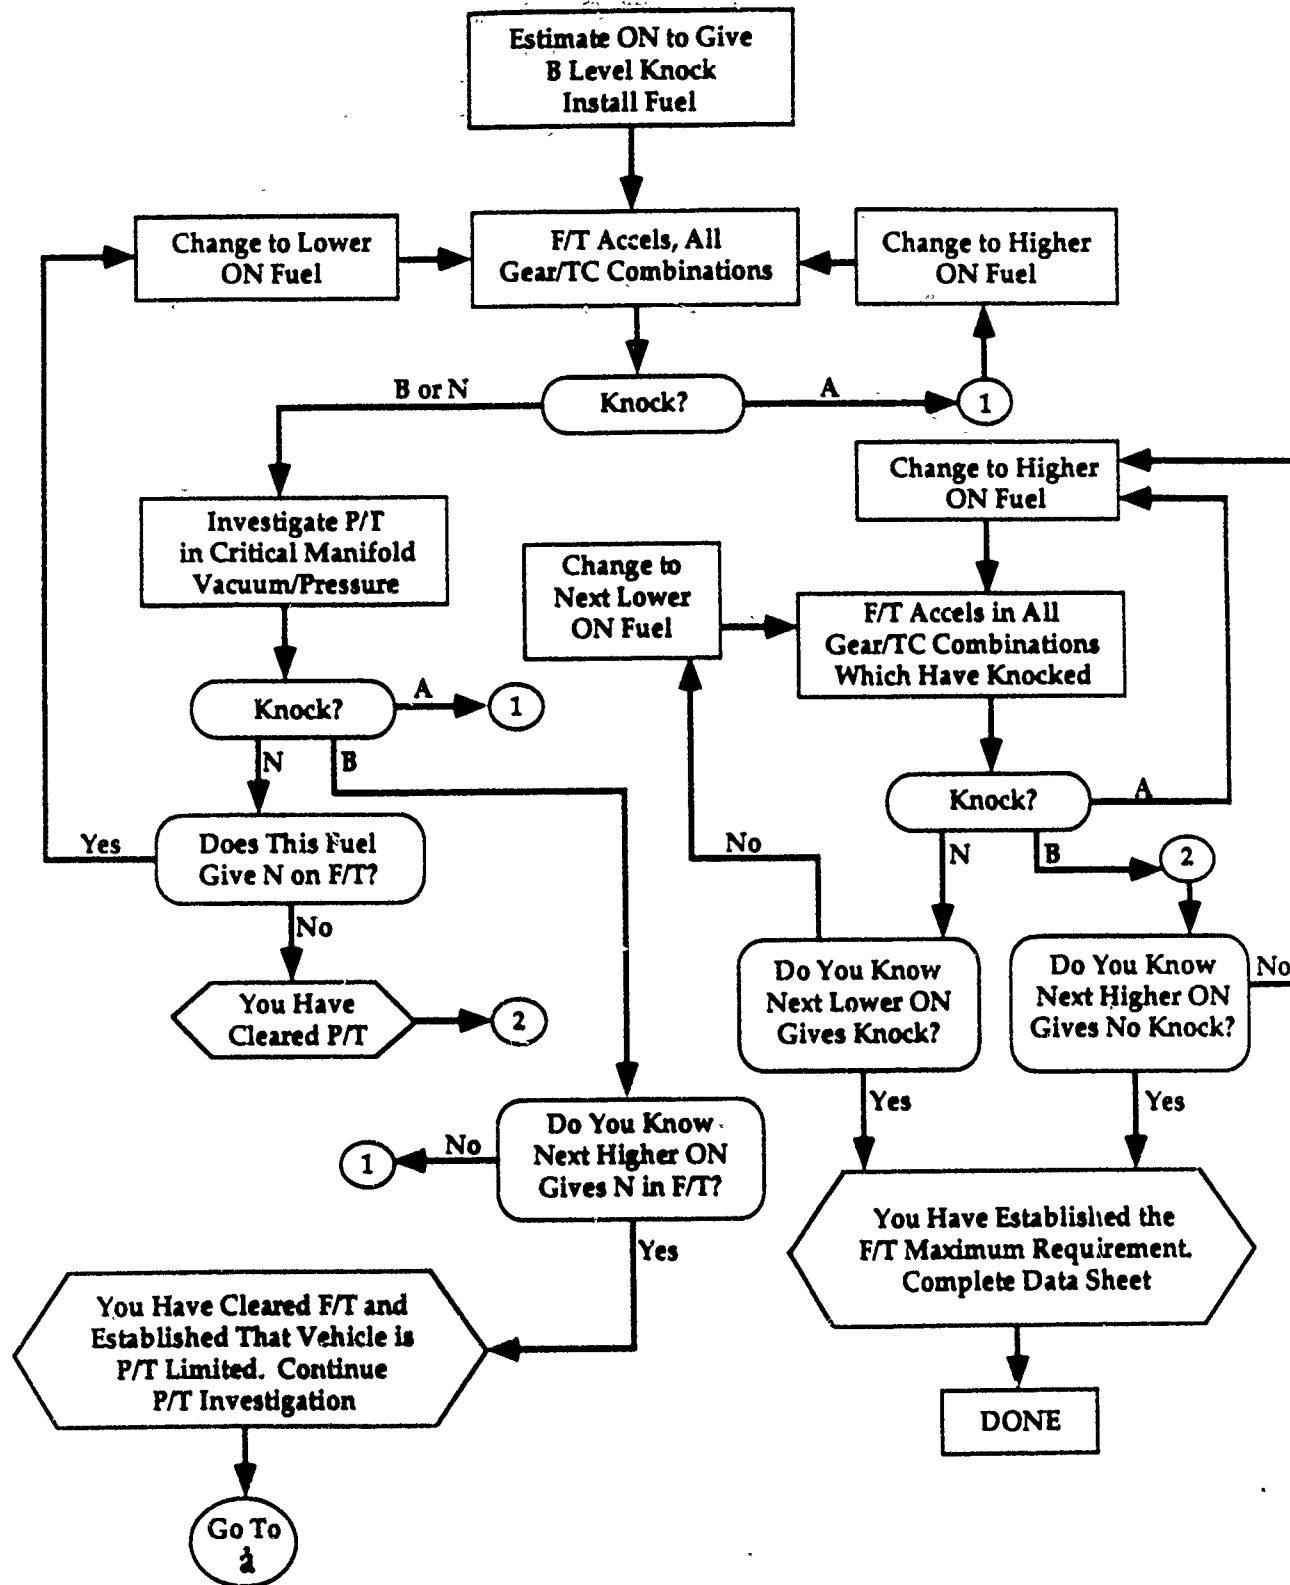 Estimate ON to Give
B Level Knock
Install Fuel
Change to Lower
ON Fuel
F/T Accels, All
Gear/TC Combinations
Change to Higher
ON Fuel
B or N
Knock?
A
1
Change to Higher
ON Fuel
Investigate P/T
in Critical Manifold
Vacuum/Pressure
Change to
Next Lower
ON Fuel
F/T Accels in All
Gear/TC Combinations
Which Have Knocked
Knock?
A
1
N
B
Knock?
A
Yes
Does This Fuel
Give N on F/T?
No
N
B
2
No
You Have
Cleared P/T
2
Do You Know
Next Lower ON
Gives Knock?
Do You Know
Next Higher ON
Gives No Knock?
No
Yes
Yes
1
No
Do You Know
Next Higher ON
Gives N in F/T?
Yes
You Have Established the
F/T Maximum Requirement.
Complete Data Sheet
You Have Cleared F/T and
Established That Vehicle is
P/T Limited. Continue
P/T Investigation
DONE
Go To
a